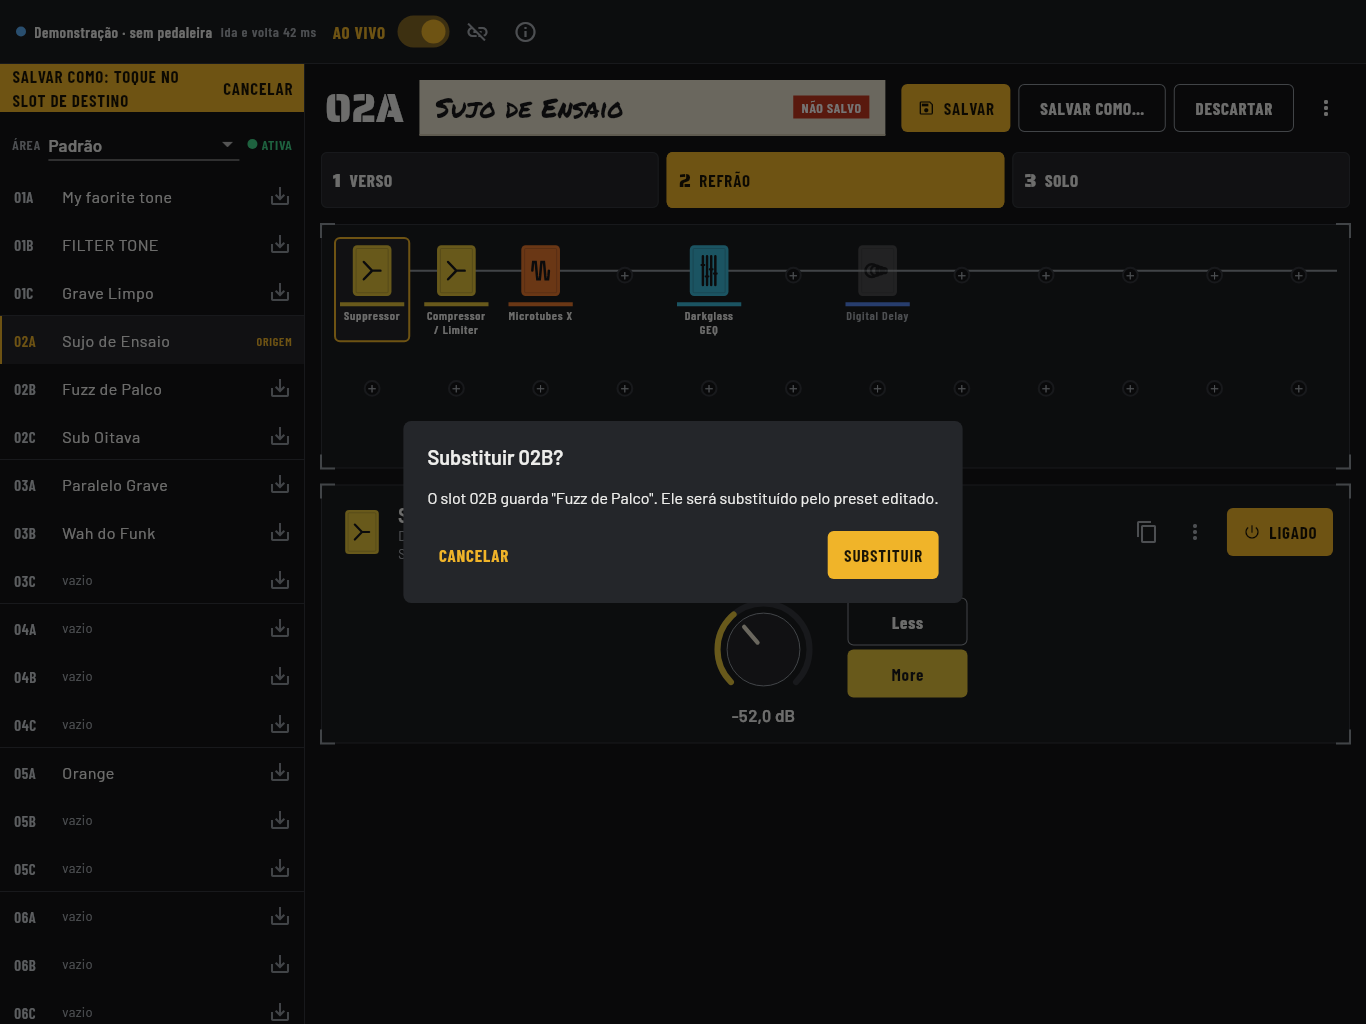 Demonstração · sem pedaleira Ida e volta 42 ms AO VIVO
SALVAR COMO: TOQUE NO
SLOT DE DESTINO
CANCELAR
ÁREA Padrão ATIVA
01A My faorite tone
01B FILTER TONE
01C Grave Limpo
02A Sujo de Ensaio ORIGEM
02B Fuzz de Palco
02C Sub Oitava
03A Paralelo Grave
03B Wah do Funk
03C vazio
04A vazio
04B vazio
04C vazio
05A Orange
05B vazio
05C vazio
06A vazio
06B vazio
06C vazio
02A Sujo de Ensaio NÃO SALVO SALVAR SALVAR COMO... DESCARTAR
1 VERSO 2 REFRÃO 3 SOLO
Suppressor
Compressor
/ Limiter
Microtubes X
Darkglass
GEQ
Digital Delay
Substituir 02B?
O slot 02B guarda "Fuzz de Palco". Ele será substituído pelo preset editado.
CANCELAR SUBSTITUIR
LIGADO
Less
More
-52,0 dB